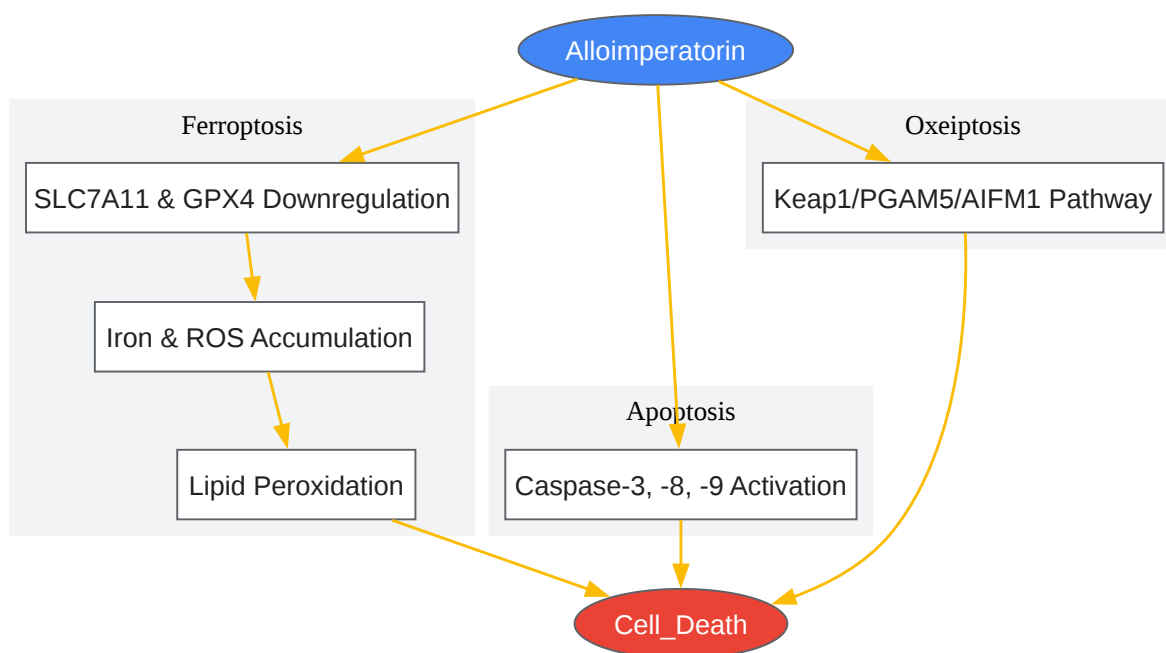 Alloimperatorin
Ferroptosis
Oxeiptosis
SLC7A11 & GPX4 Downregulation
Keap1/PGAM5/AIFM1 Pathway
Iron & ROS Accumulation
Apoptosis
Lipid Peroxidation
Caspase-3, -8, -9 Activation
Cell_Death